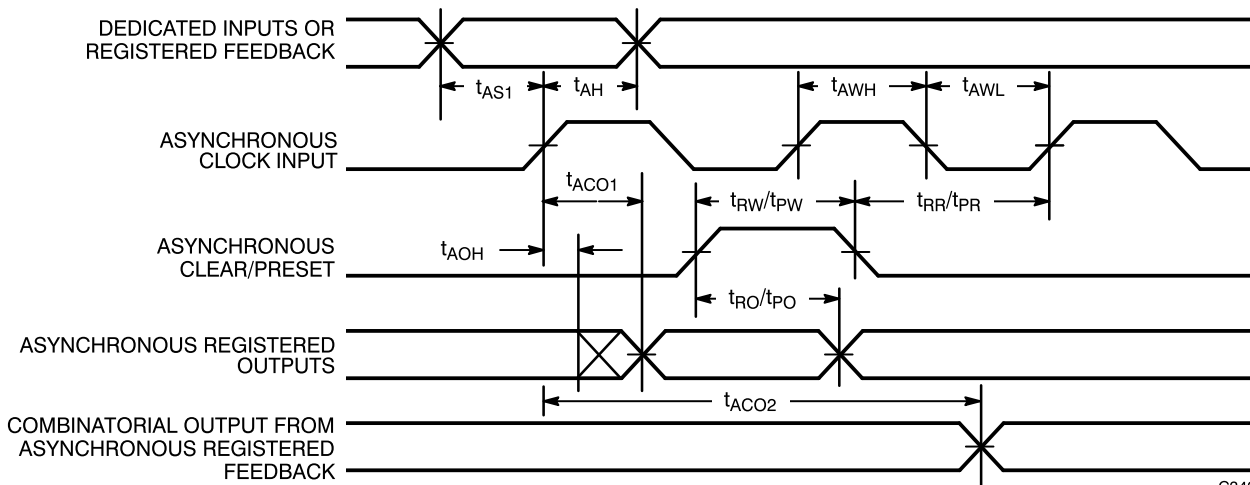 DEDICATED INPUTS OR
REGISTERED FEEDBACK
tAS1
tAH
tAWH
tAWL
ASYNCHRONOUS
CLOCK INPUT
tACO1
tRW/tPW
tRR/tPR
ASYNCHRONOUS
CLEAR/PRESET
tAOH
tRO/tPO
ASYNCHRONOUS REGISTERED
OUTPUTS
tACO2
COMBINATORIAL OUTPUT FROM
ASYNCHRONOUS REGISTERED
FEEDBACK